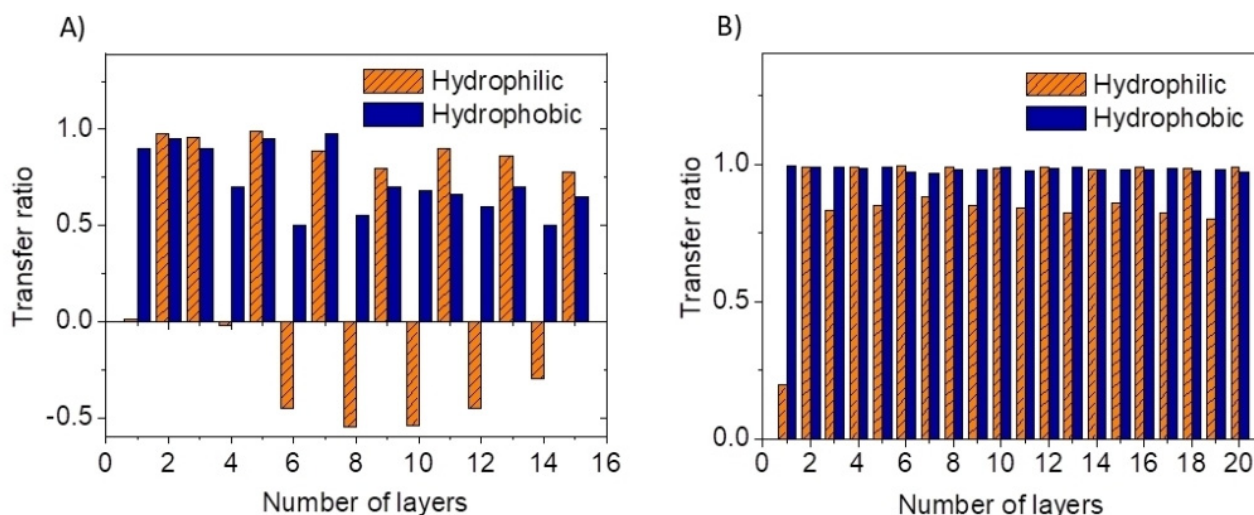 A)
Hydrophilic
Hydrophobic
Transfer ratio
1.0
0.5
0.0
-0.5
0 2 4 6 8 10 12 14 16
Number of layers
B)
Hydrophilic
Hydrophobic
Transfer ratio
1.0
0.5
0.0
0 2 4 6 8 10 12 14 16 18 20
Number of layers